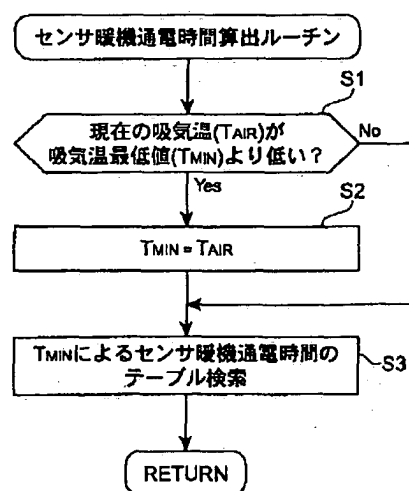 センサ暖機通電時間算出ルーチン
S1
現在の吸気温(TAIR)が
吸気温最低値(TMIN)より低い？
No
Yes
S2
TMIN = TAIR
TMINによるセンサ暖機通電時間の
テーブル検索
S3
RETURN